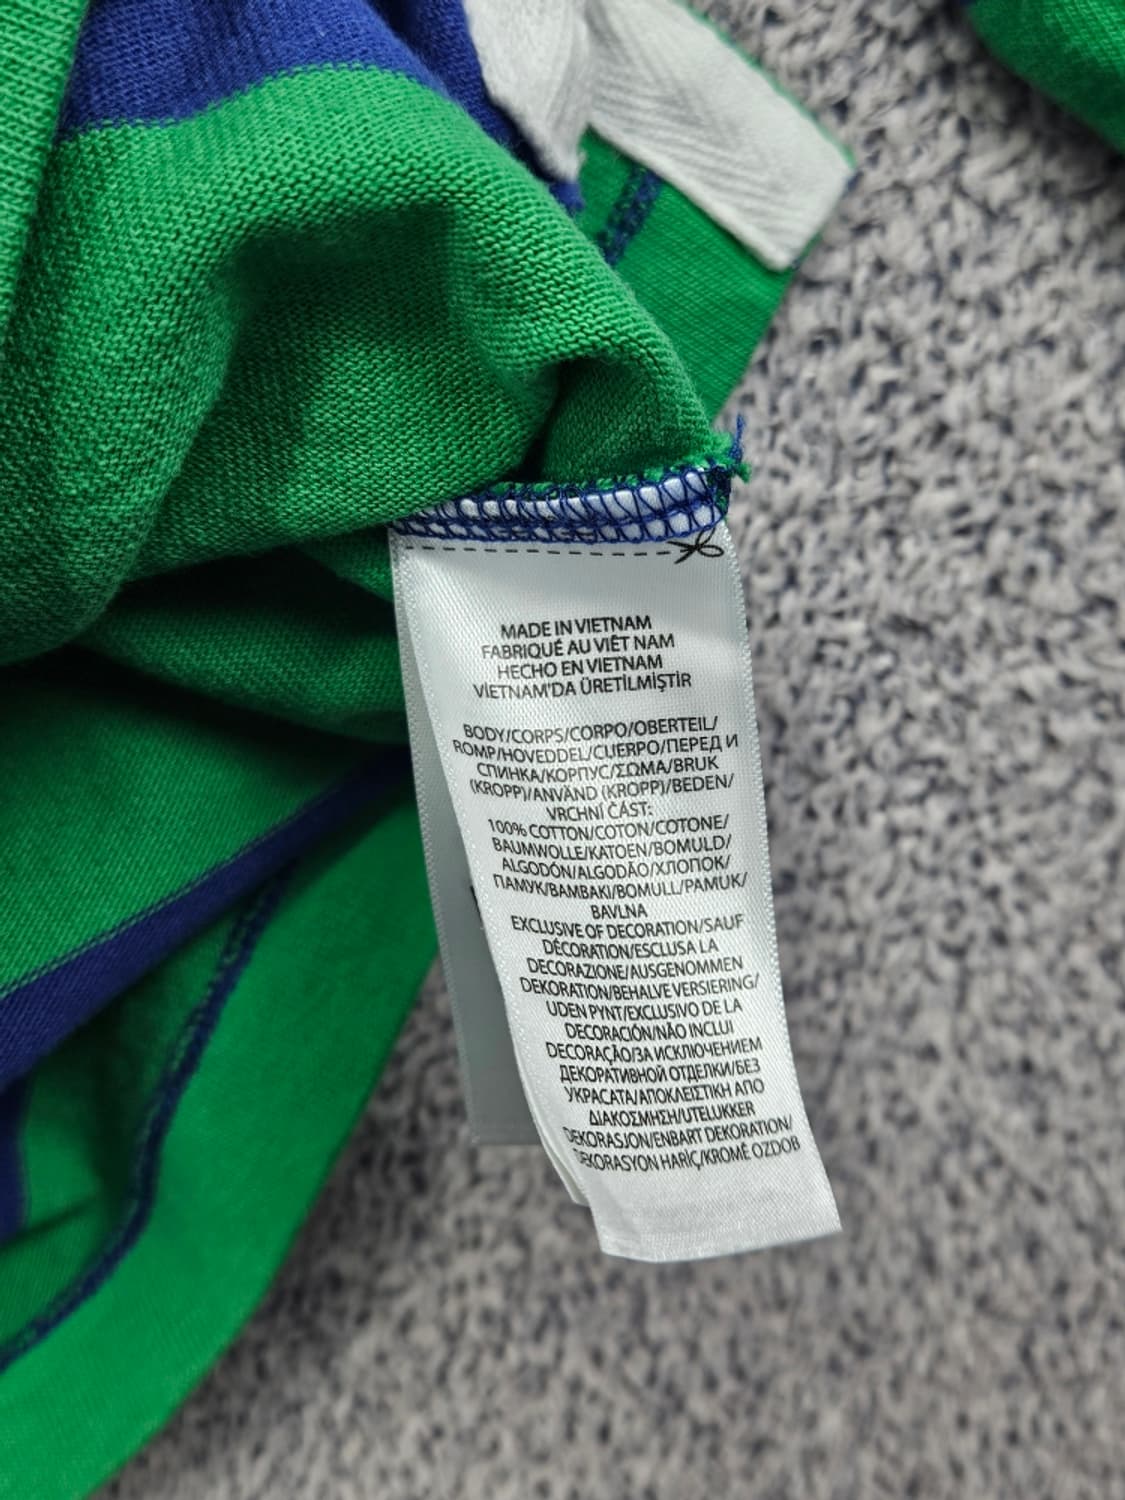 MADE IN VIETNAM
FABRIQUÉ AU VIÊT NAM
HECHO EN VIETNAM
VIETNAM'DA ÜRETİLMİŞTİR
BODY/CORPS/CORPO/OBERTEIL/
ROMP/HOVEDDEL/CUERPO/ПЕРЕД И
СПИНКА/КОРПУС/ΣΩΜΑ/BRUK
(KROPP)/ANVÄND (KROPP)/BEDEN/
VRCHNÍ ČÁST:
100% COTTON/COTON/COTONE/
BAUMWOLLE/KATOEN/BOMULD/
ALGODÓN/ALGODÃO/ХЛОПОК/
ПАМУК/ΒΑΜΒΑΚΙ/BOMULL/PAMUK/
BAVLNA
EXCLUSIVE OF DECORATION/SAUF
DÉCORATION/ESCLUSA LA
DECORAZIONE/AUSGENOMMEN
DEKORATION/BEHALVE VERSIERING/
UDEN PYNT/EXCLUSIVO DE LA
DECORACIÓN/NÃO INCLUI
DECORAÇÃO/ЗА ИСКЛЮЧЕНИЕМ
ДЕКОРАТИВНОЙ ОТДЕЛКИ/БЕЗ
УКРАСАТА/ΑΠΟΚΛΕΙΣΤΙΚΗ ΑΠΟ
ΔΙΑΚΟΣΜΗΣΗ/UTELUKKER
DEKORASJON/ENBART DEKORATION/
DEKORASYON HARİÇ/KROMĚ OZDOB